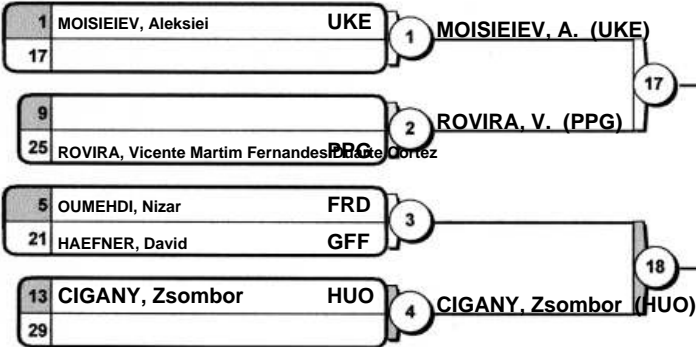 1 MOISIEIEV, Aleksiei UKE
17
1 MOISIEIEV, A. (UKE)
17
9
25 ROVIRA, Vicente Martim Fernandes Duarte Cortez PPG
2 ROVIRA, V. (PPG)
5 OUMEHDI, Nizar FRD
21 HAEFNER, David GFF
3
18
13 CIGANY, Zsombor HUO
29
4 CIGANY, Zsombor (HUO)